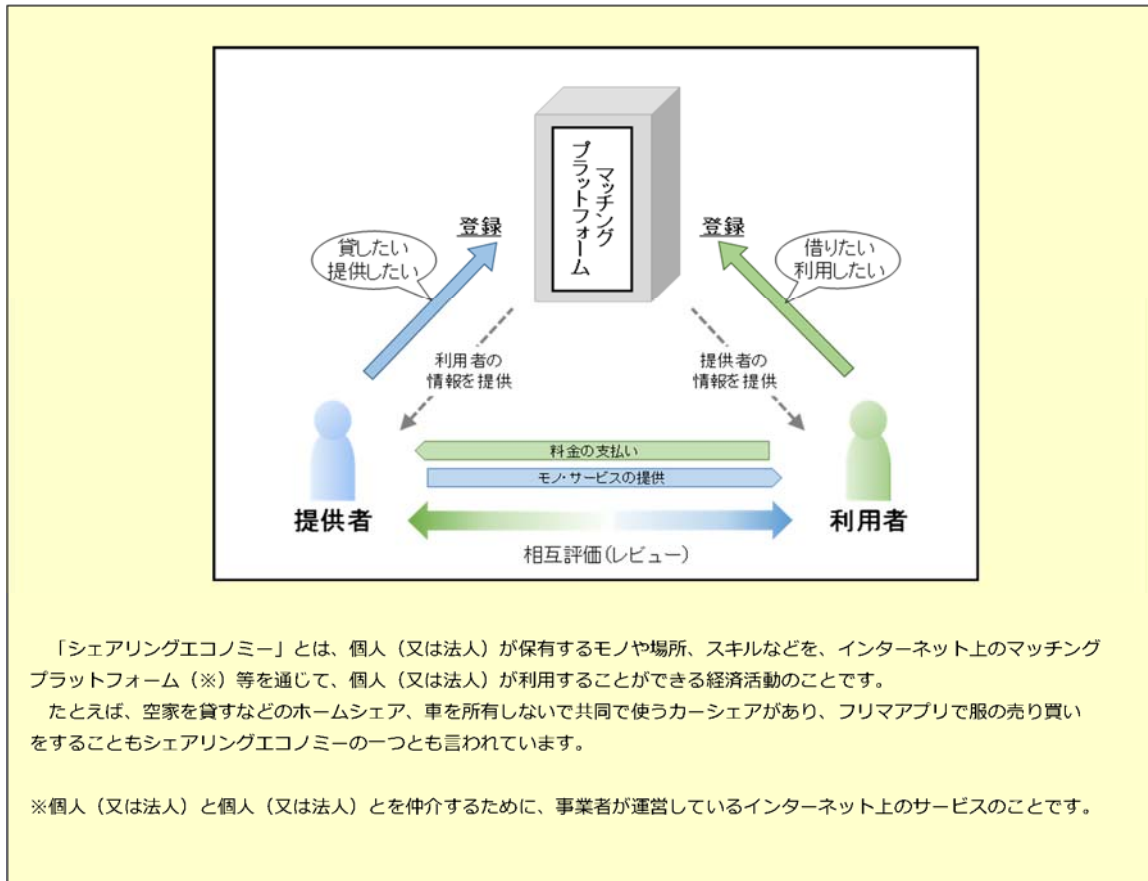 マッチング
プラットフォーム
登録
登録
貸したい
提供したい
借りたい
利用したい
利用者の
情報を提供
提供者の
情報を提供
料金の支払い
モノ・サービスの提供
提供者
利用者
相互評価(レビュー)
「シェアリングエコノミー」とは、個人（又は法人）が保有するモノや場所、スキルなどを、インターネット上のマッチング
プラットフォーム（※）等を通じて、個人（又は法人）が利用することができる経済活動のことです。
たとえば、空家を貸すなどのホームシェア、車を所有しないで共同で使うカーシェアがあり、フリマアプリで服の売り買い
をすることもシェアリングエコノミーの一つとも言われています。
※個人（又は法人）と個人（又は法人）とを仲介するために、事業者が運営しているインターネット上のサービスのことです。